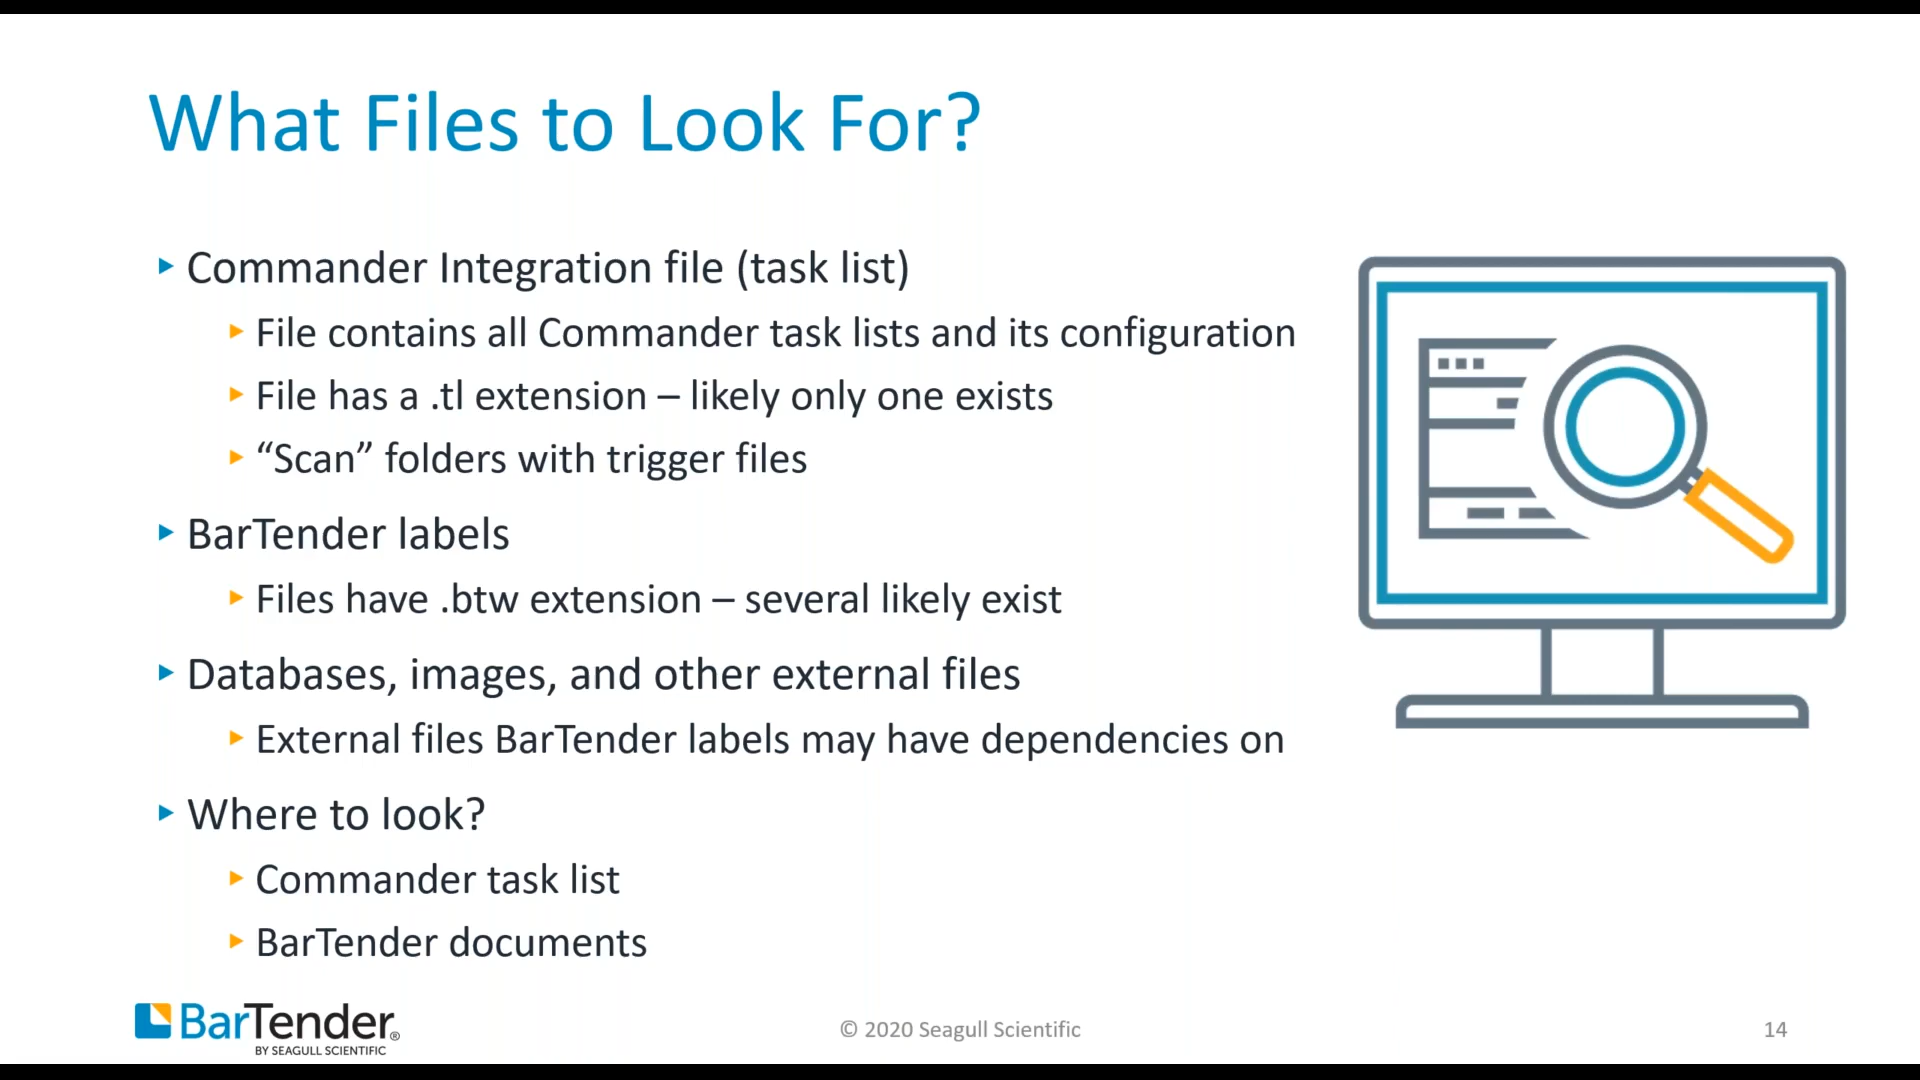 What Files to Look For?
Commander Integration file (task list)
File contains all Commander task lists and its configuration
File has a .tl extension – likely only one exists
“Scan” folders with trigger files
BarTender labels
Files have .btw extension – several likely exist
Databases, images, and other external files
External files BarTender labels may have dependencies on
Where to look?
Commander task list
BarTender documents
BarTender®
BY SEAGULL SCIENTIFIC
© 2020 Seagull Scientific
14